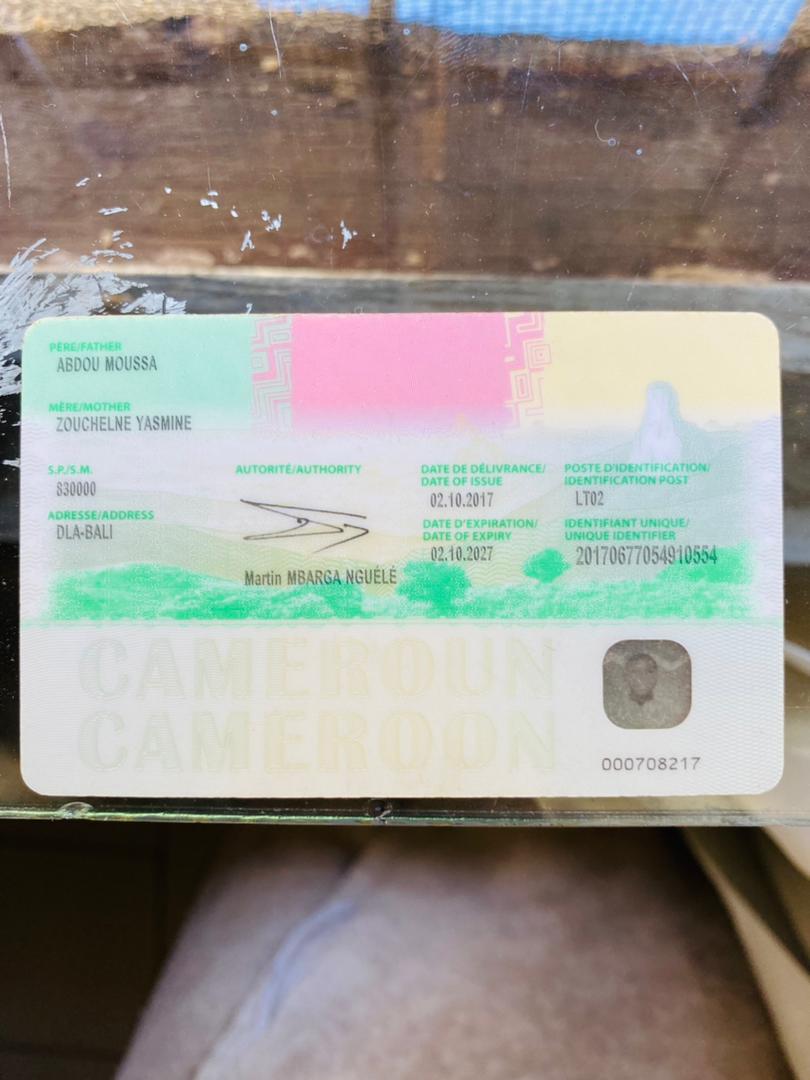 PÈRE/FATHER
ABDOU MOUSSA
MÈRE/MOTHER
ZOUCHELNE YASMINE
S.P./S.M.
830000
ADRESSE/ADDRESS
DLA-BALI
AUTORITÉ/AUTHORITY
Martin MBARGA NGUÉLÉ
DATE DE DÉLIVRANCE/
DATE OF ISSUE
02.10.2017
DATE D'EXPIRATION/
DATE OF EXPIRY
02.10.2027
POSTE D'IDENTIFICATION/
IDENTIFICATION POST
LT02
IDENTIFIANT UNIQUE/
UNIQUE IDENTIFIER
20170677054910554
CAMEROUN
CAMEROON
000708217